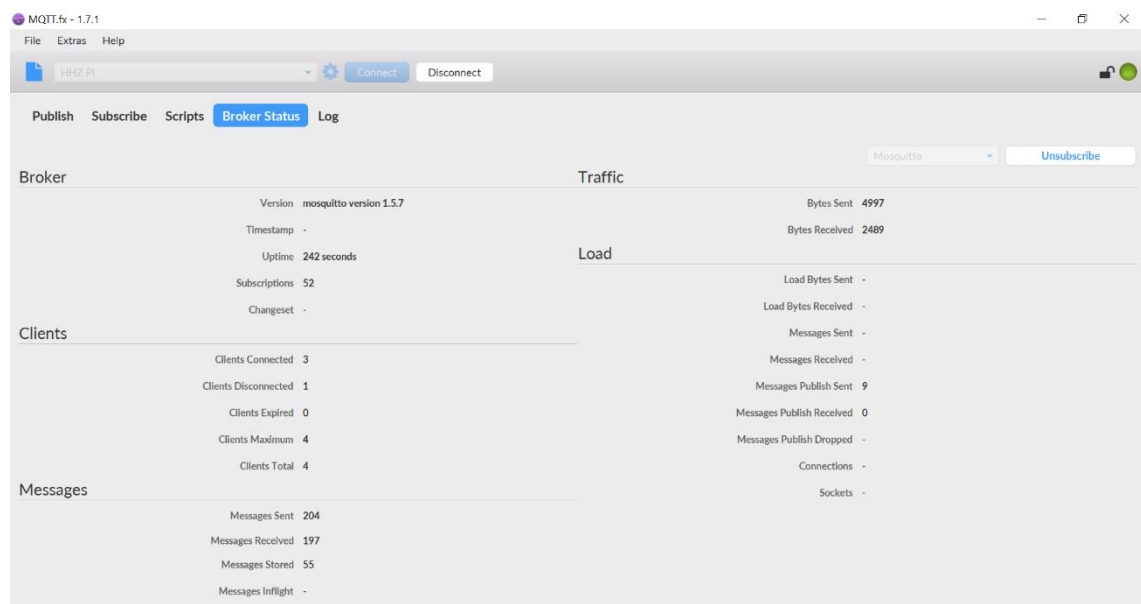 MQTT.fx - 1.7.1
File Extras Help
HHZ PI Connect Disconnect
Publish Subscribe Scripts Broker Status Log
Mosquitto Unsubscribe
Broker
Version mosquitto version 1.5.7
Timestamp -
Uptime 242 seconds
Subscriptions 52
Changeset -
Clients
Clients Connected 3
Clients Disconnected 1
Clients Expired 0
Clients Maximum 4
Clients Total 4
Messages
Messages Sent 204
Messages Received 197
Messages Stored 55
Messages Inflight -
Traffic
Bytes Sent 4997
Bytes Received 2489
Load
Load Bytes Sent -
Load Bytes Received -
Messages Sent -
Messages Received -
Messages Publish Sent 9
Messages Publish Received 0
Messages Publish Dropped -
Connections -
Sockets -